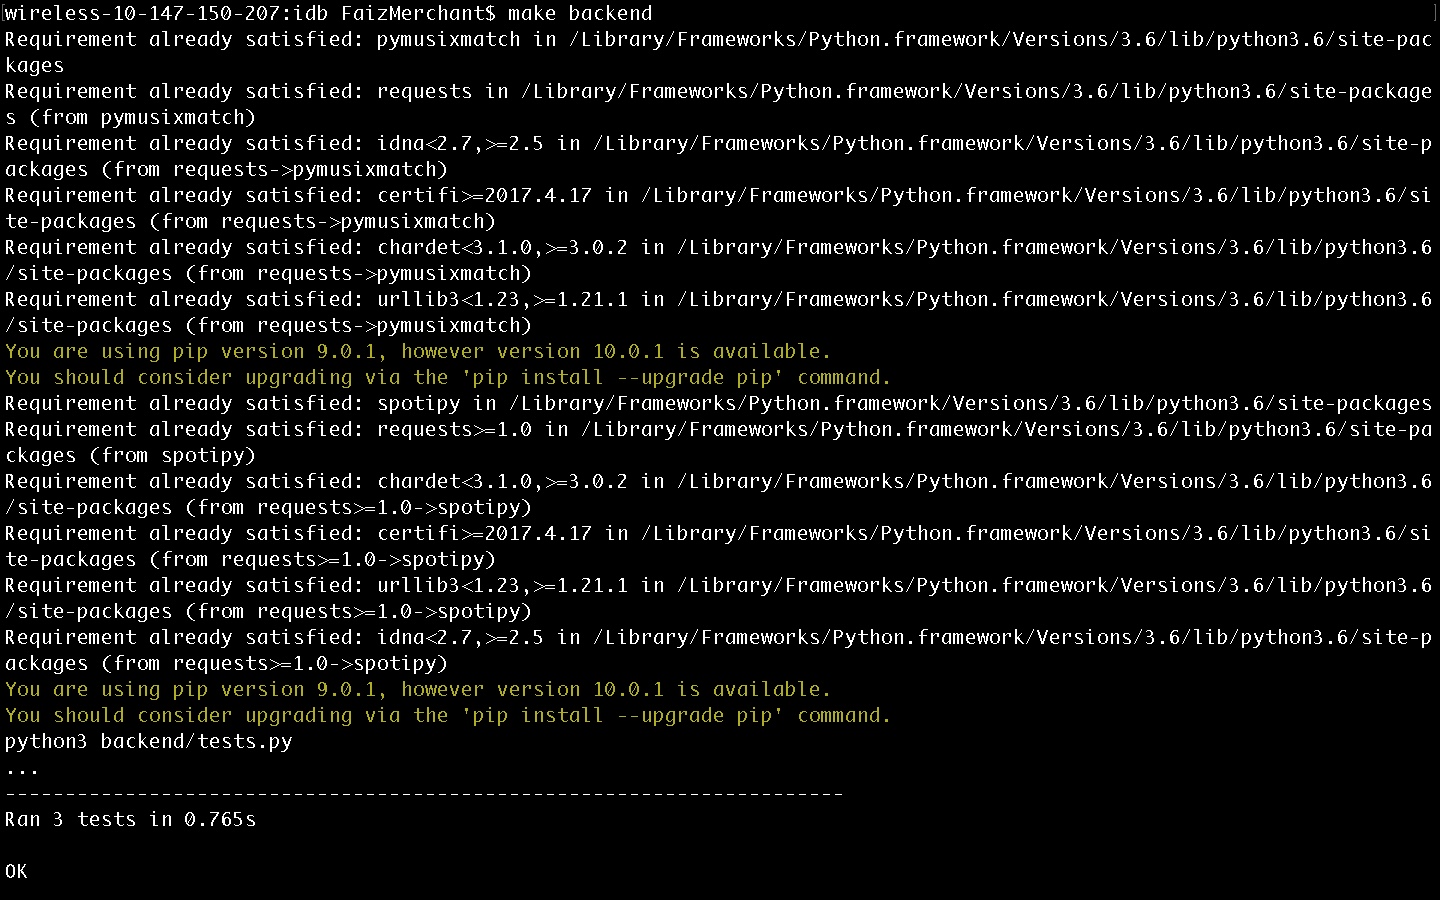 wireless-10-147-150-207:idb FaizMerchant$ make backend
Requirement already satisfied: pymusixmatch in /Library/Frameworks/Python.framework/Versions/3.6/lib/python3.6/site-pac
kages
Requirement already satisfied: requests in /Library/Frameworks/Python.framework/Versions/3.6/lib/python3.6/site-package
s (from pymusixmatch)
Requirement already satisfied: idna<2.7,>=2.5 in /Library/Frameworks/Python.framework/Versions/3.6/lib/python3.6/site-p
ackages (from requests->pymusixmatch)
Requirement already satisfied: certifi>=2017.4.17 in /Library/Frameworks/Python.framework/Versions/3.6/lib/python3.6/si
te-packages (from requests->pymusixmatch)
Requirement already satisfied: chardet<3.1.0,>=3.0.2 in /Library/Frameworks/Python.framework/Versions/3.6/lib/python3.6
/site-packages (from requests->pymusixmatch)
Requirement already satisfied: urllib3<1.23,>=1.21.1 in /Library/Frameworks/Python.framework/Versions/3.6/lib/python3.6
/site-packages (from requests->pymusixmatch)
You are using pip version 9.0.1, however version 10.0.1 is available.
You should consider upgrading via the 'pip install --upgrade pip' command.
Requirement already satisfied: spotipy in /Library/Frameworks/Python.framework/Versions/3.6/lib/python3.6/site-packages
Requirement already satisfied: requests>=1.0 in /Library/Frameworks/Python.framework/Versions/3.6/lib/python3.6/site-pa
ckages (from spotipy)
Requirement already satisfied: chardet<3.1.0,>=3.0.2 in /Library/Frameworks/Python.framework/Versions/3.6/lib/python3.6
/site-packages (from requests>=1.0->spotipy)
Requirement already satisfied: certifi>=2017.4.17 in /Library/Frameworks/Python.framework/Versions/3.6/lib/python3.6/si
te-packages (from requests>=1.0->spotipy)
Requirement already satisfied: urllib3<1.23,>=1.21.1 in /Library/Frameworks/Python.framework/Versions/3.6/lib/python3.6
/site-packages (from requests>=1.0->spotipy)
Requirement already satisfied: idna<2.7,>=2.5 in /Library/Frameworks/Python.framework/Versions/3.6/lib/python3.6/site-p
ackages (from requests>=1.0->spotipy)
You are using pip version 9.0.1, however version 10.0.1 is available.
You should consider upgrading via the 'pip install --upgrade pip' command.
python3 backend/tests.py
...
----------------------------------------------------------------------
Ran 3 tests in 0.765s
OK